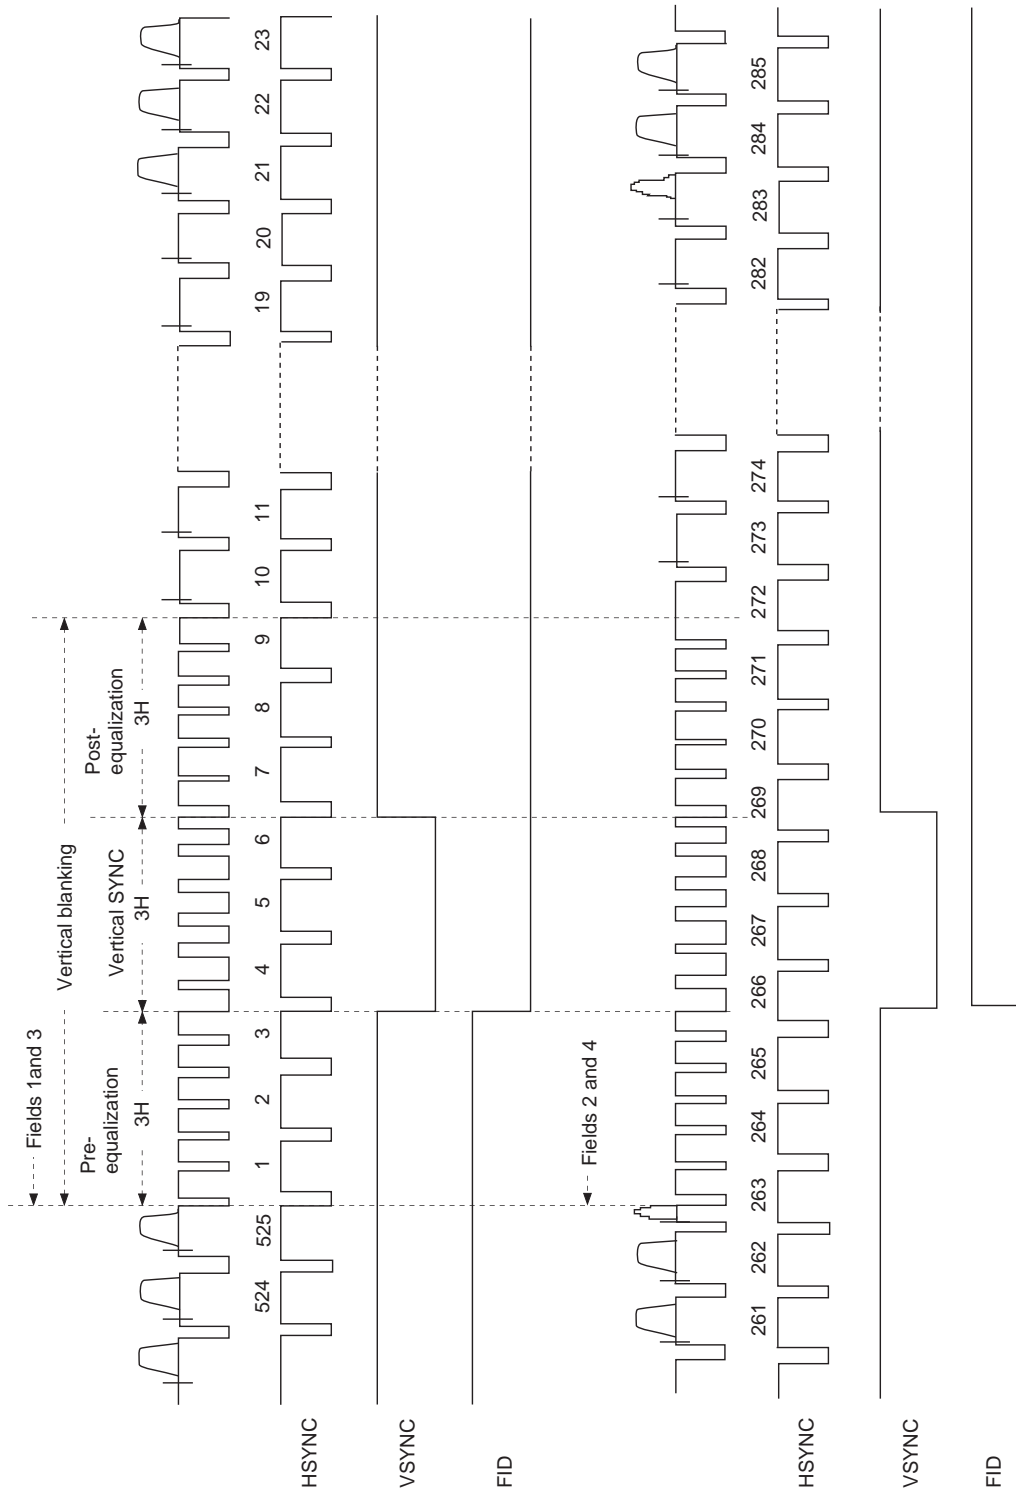 Fields 1and 3
Vertical blanking
Pre-
equalization
Vertical SYNC
Post-
equalization
3H
3H
3H
524 525 1 2 3 4 5 6 7 8 9 10 11 19 20 21 22 23
HSYNC
VSYNC
FID
Fields 2 and 4
261 262 263 264 265 266 267 268 269 270 271 272 273 274 282 283 284 285
HSYNC
VSYNC
FID